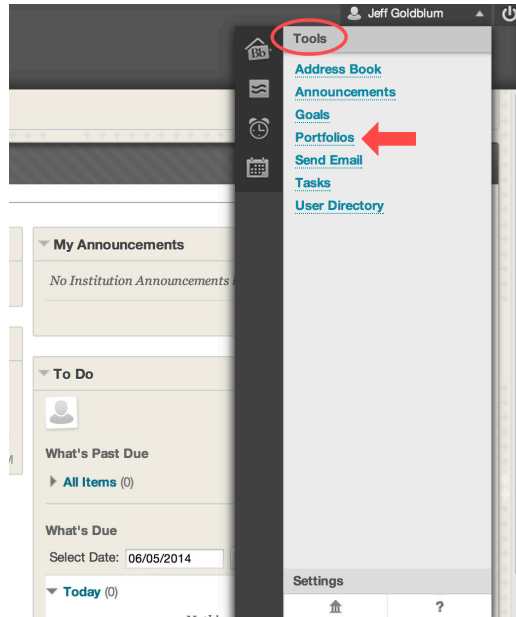 Jeff Goldblum
Tools
Bb
Address Book
Announcements
Goals
Portfolios
Send Email
Tasks
User Directory
My Announcements
No Institution Announcements
To Do
What's Past Due
All Items (0)
What's Due
Select Date: 06/05/2014
Today (0)
Settings
?